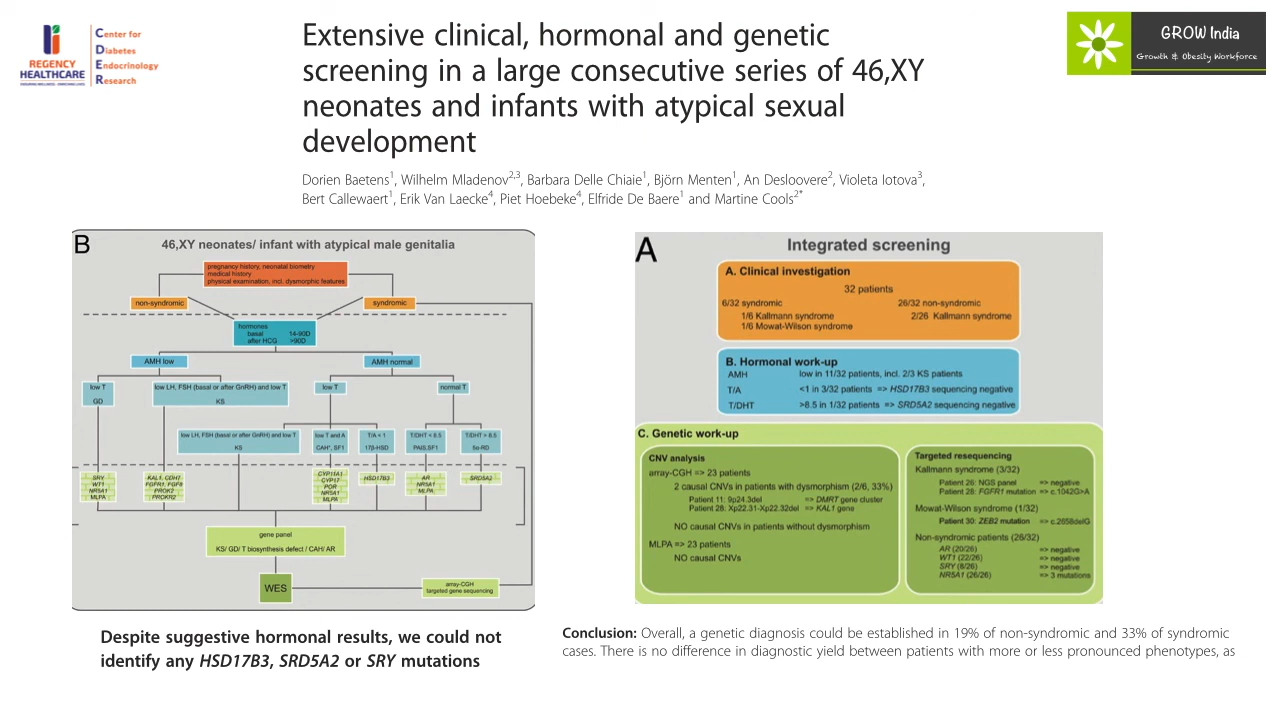 REGENCY
HEALTHCARE
Center for
Diabetes
Endocrinology
Research
Extensive clinical, hormonal and genetic
screening in a large consecutive series of 46,XY
neonates and infants with atypical sexual
development
GROW India
Growth & Obesity Workforce
Dorien Baetens1, Wilhelm Mladenov2,3, Barbara Delle Chiaie1, Björn Menten1, An Desloovere2, Violeta Iotova3,
Bert Callewaert1, Erik Van Laecke4, Piet Hoebeke4, Elfride De Baere1 and Martine Cools2*
B
46,XY neonates/ infant with atypical male genitalia
pregnancy history, neonatal biometry
medical history
physical examination, incl. dysmorphic features
non-syndromic
syndromic
hormones
basal 14-90D
after HCG >90D
AMH low
AMH normal
low T
GD
low LH, FSH (basal or after GnRH) and low T
KS
low T
normal T
low LH, FSH (basal or after GnRH) and low T
KS
low T and A
CAH*, SF1
T/A < 1
17β-HSD
T/DHT < 8.5
PAIS,SF1
T/DHT > 8.5
5α-RD
SRY
WT1
NR5A1
MLPA
KAL1, CDH7
FGFR1, FGF8
PROK2
PROKR2
CYP11A1
CYP17
POR
NR5A1
MLPA
HSD17B3
AR
NR5A1
MLPA
SRD5A2
gene panel
KS/ GD/ T biosynthesis defect / CAH/ AR
WES
array-CGH
targeted gene sequencing
A
Integrated screening
A. Clinical investigation
32 patients
6/32 syndromic 26/32 non-syndromic
1/6 Kallmann syndrome 2/26 Kallmann syndrome
1/6 Mowat-Wilson syndrome
B. Hormonal work-up
AMH low in 11/32 patients, incl. 2/3 KS patients
T/A <1 in 3/32 patients => HSD17B3 sequencing negative
T/DHT >8.5 in 1/32 patients => SRD5A2 sequencing negative
C. Genetic work-up
CNV analysis
array-CGH => 23 patients
2 causal CNVs in patients with dysmorphism (2/6, 33%)
Patient 11: 9p24.3del => DMRT gene cluster
Patient 28: Xp22.31-Xp22.32del => KAL1 gene
NO causal CNVs in patients without dysmorphism
MLPA => 23 patients
NO causal CNVs
Targeted resequencing
Kallmann syndrome (3/32)
Patient 26: NGS panel => negative
Patient 28: FGFR1 mutation => c.1042G>A
Mowat-Wilson syndrome (1/32)
Patient 30: ZEB2 mutation => c.2658delG
Non-syndromic patients (26/32)
AR (20/26) => negative
WT1 (22/26) => negative
SRY (8/26) => negative
NR5A1 (26/26) => 3 mutations
Despite suggestive hormonal results, we could not
identify any HSD17B3, SRD5A2 or SRY mutations
Conclusion: Overall, a genetic diagnosis could be established in 19% of non-syndromic and 33% of syndromic
cases. There is no difference in diagnostic yield between patients with more or less pronounced phenotypes, as